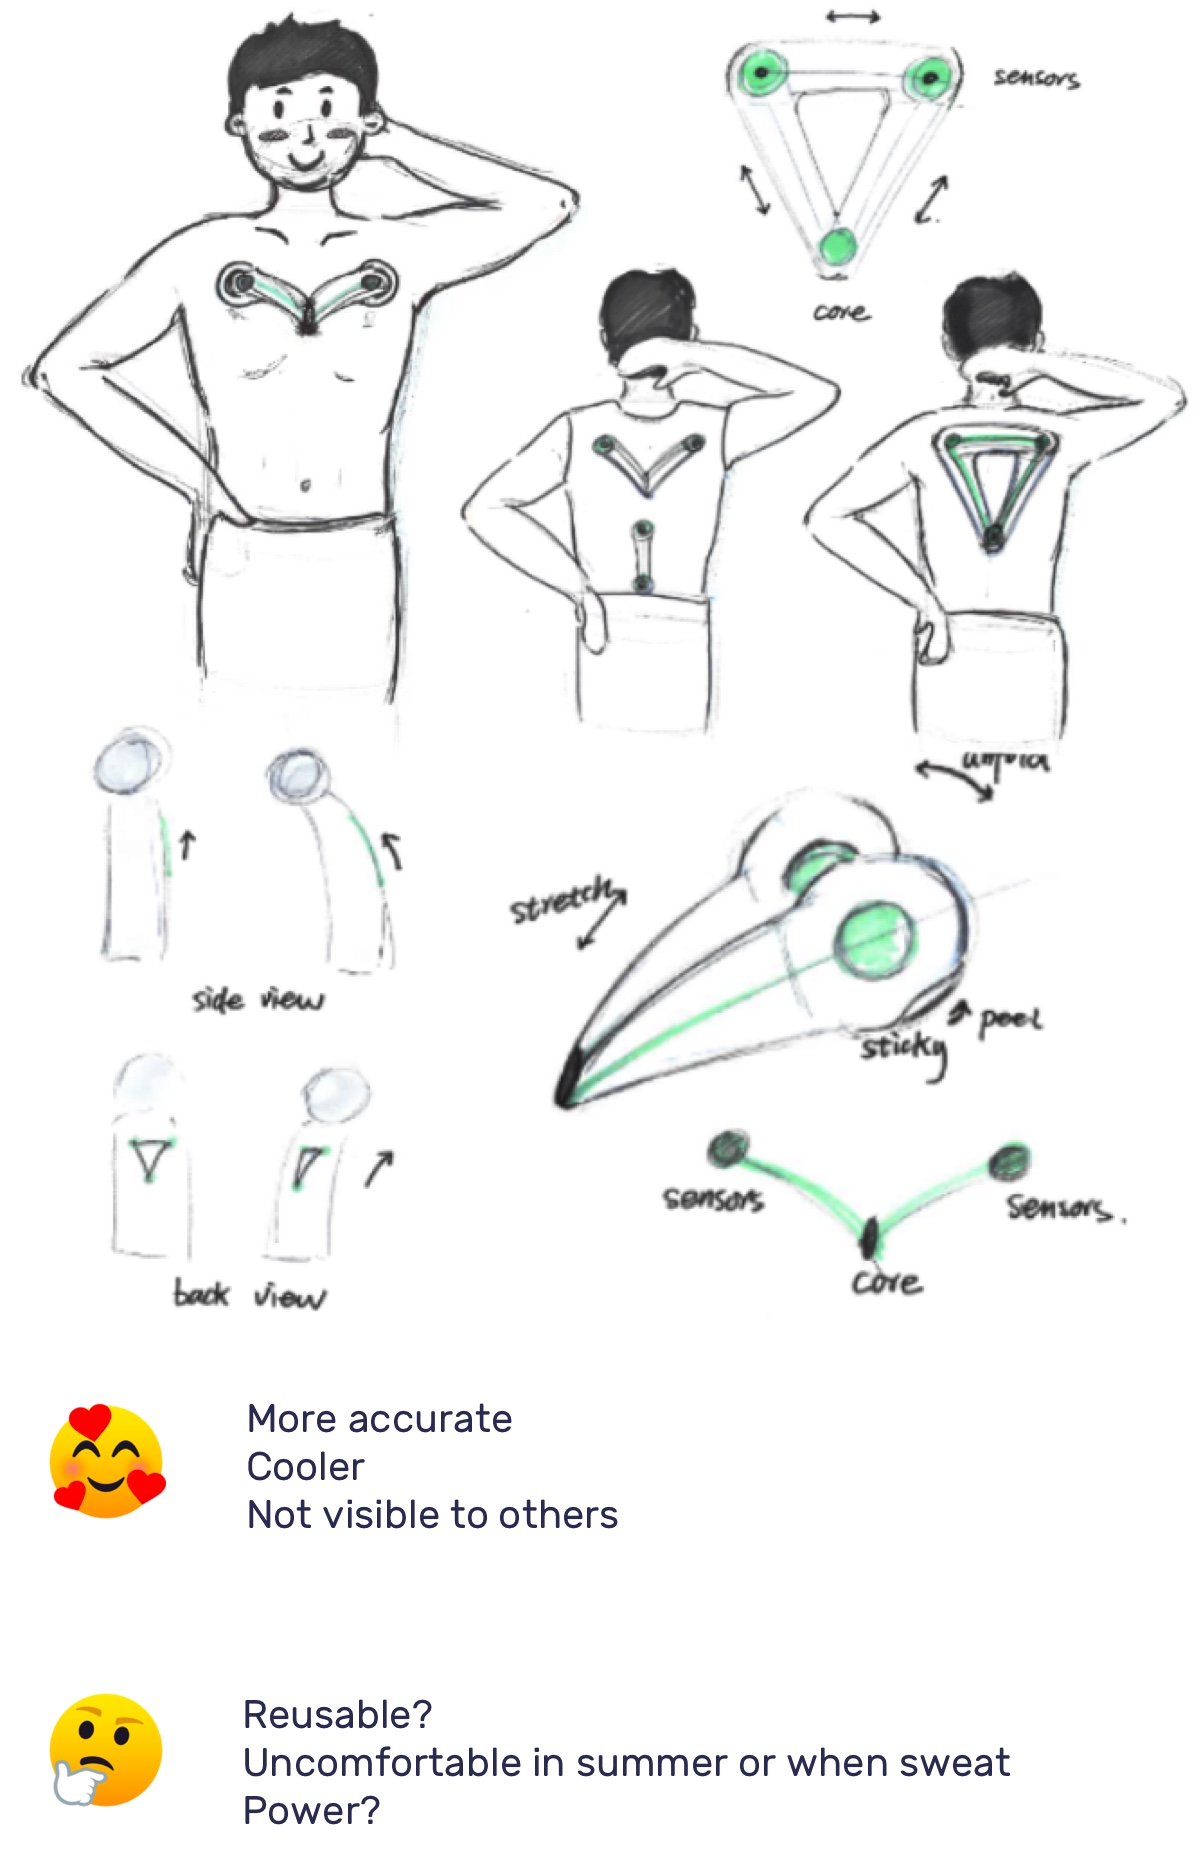 sensors
core
stretch
peel
sticky
side view
sensors
sensors.
core
back view
More accurate
Cooler
Not visible to others
Reusable?
Uncomfortable in summer or when sweat
Power?